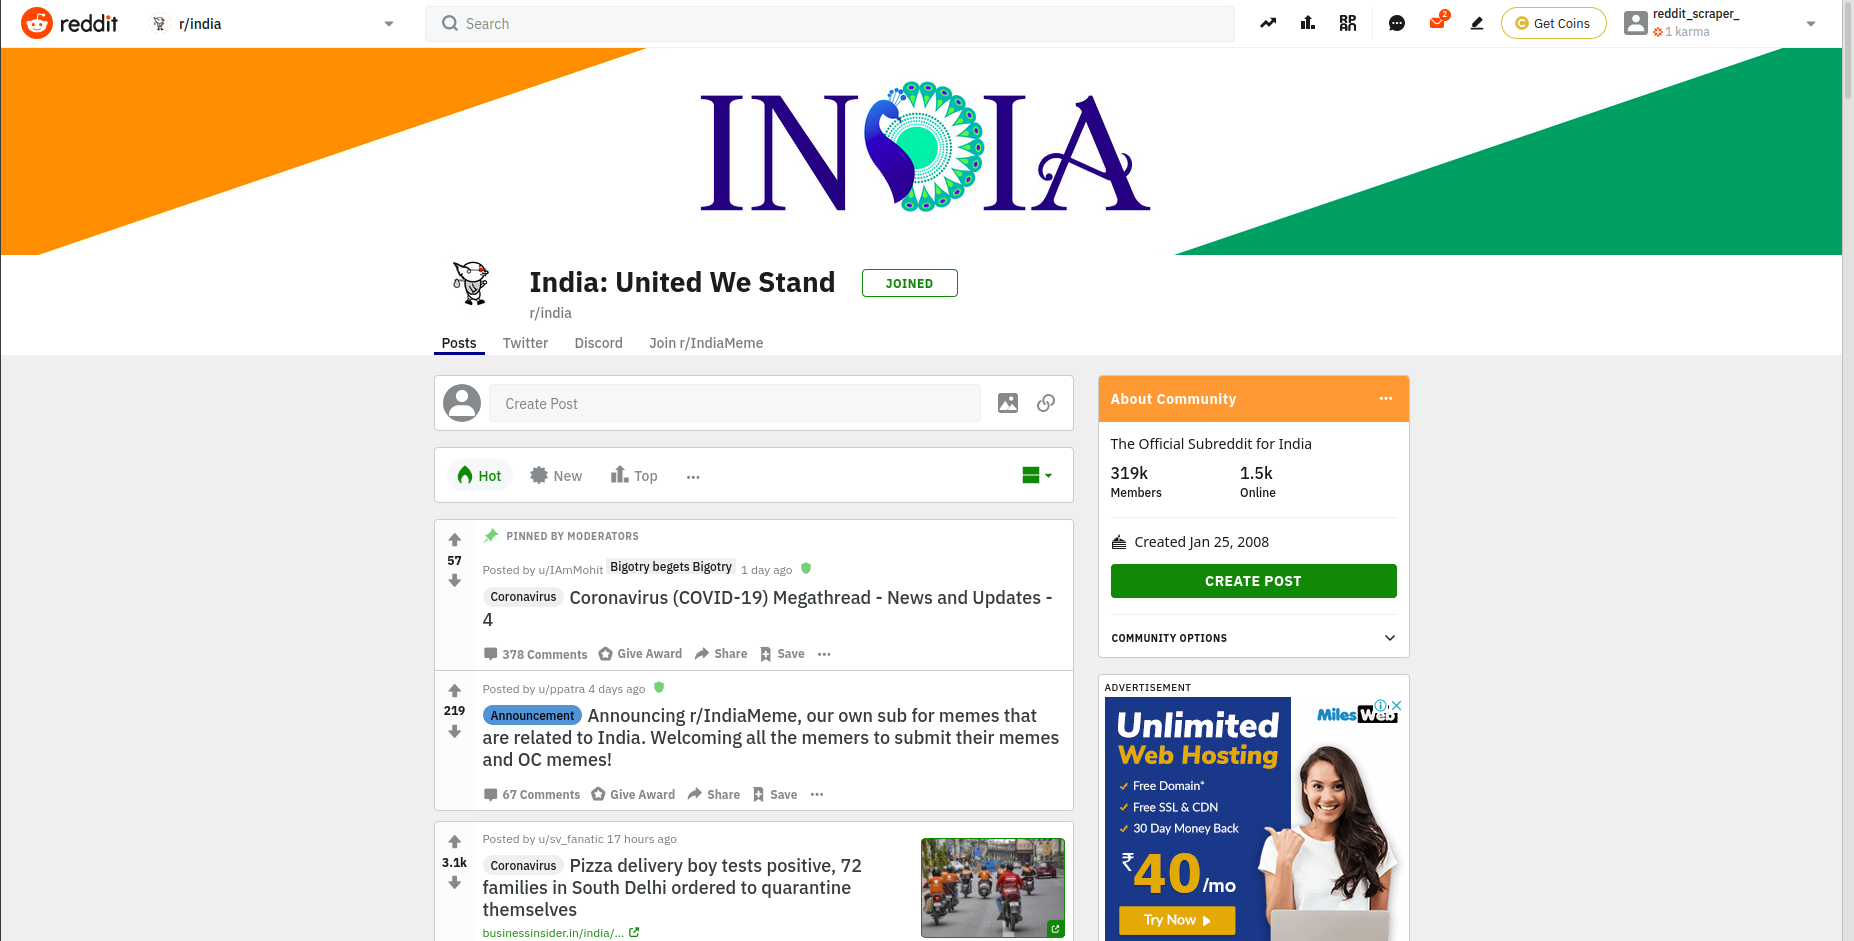 reddit
r/india
Search
2
Get Coins
reddit_scraper_
1 karma
INDIA
India: United We Stand
JOINED
r/india
Posts
Twitter
Discord
Join r/IndiaMeme
Create Post
Hot
New
Top
PINNED BY MODERATORS
57
Posted by u/IAmMohit Bigotry begets Bigotry 1 day ago
Coronavirus Coronavirus (COVID-19) Megathread - News and Updates -
4
378 Comments Give Award Share Save
Posted by u/ppatra 4 days ago
219
Announcement Announcing r/IndiaMeme, our own sub for memes that
are related to India. Welcoming all the memers to submit their memes
and OC memes!
67 Comments Give Award Share Save
Posted by u/sv_fanatic 17 hours ago
3.1k
Coronavirus Pizza delivery boy tests positive, 72
families in South Delhi ordered to quarantine
themselves
businessinsider.in/india/...
About Community
The Official Subreddit for India
319k
1.5k
Members
Online
Created Jan 25, 2008
CREATE POST
COMMUNITY OPTIONS
ADVERTISEMENT
Unlimited
Web Hosting
MilesWeb
✓ Free Domain*
✓ Free SSL & CDN
✓ 30 Day Money Back
₹40/mo
Try Now